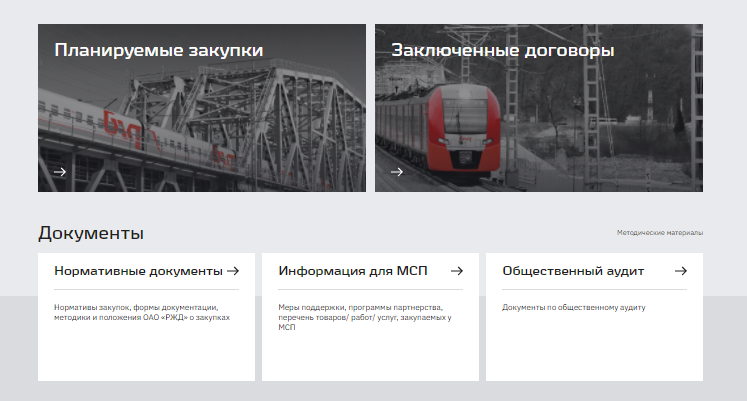 Планируемые закупки
Заключенные договоры
Документы
Методические материалы
Нормативные документы
Нормативы закупок, формы документации,
методики и положения ОАО «РЖД» о закупках
Информация для МСП
Меры поддержки, программы партнерства,
перечень товаров/ работ/ услуг, закупаемых у
МСП
Общественный аудит
Документы по общественному аудиту